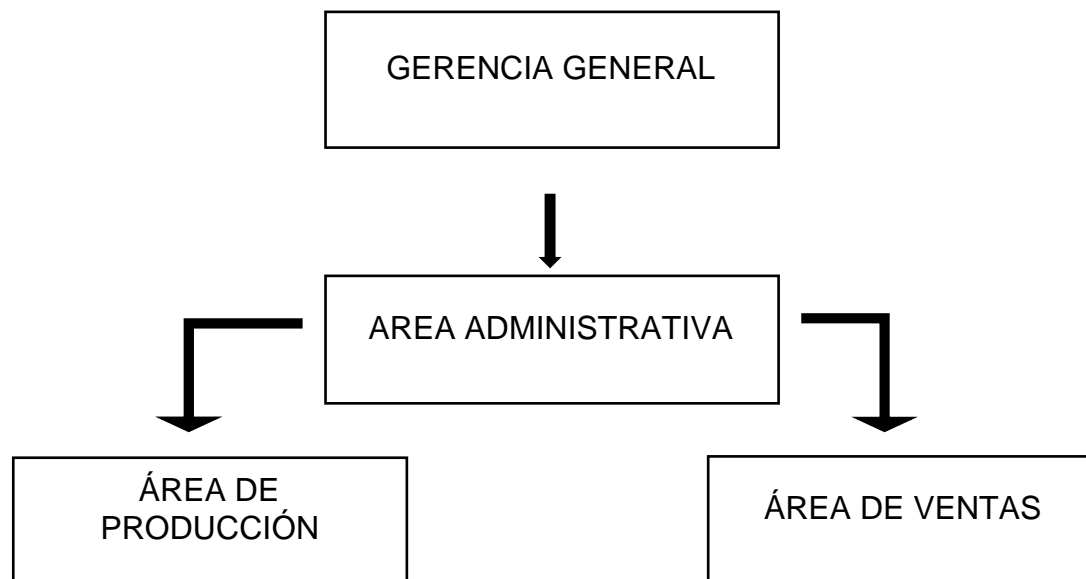 GERENCIA GENERAL
AREA ADMINISTRATIVA
ÁREA DE
PRODUCCIÓN
ÁREA DE VENTAS